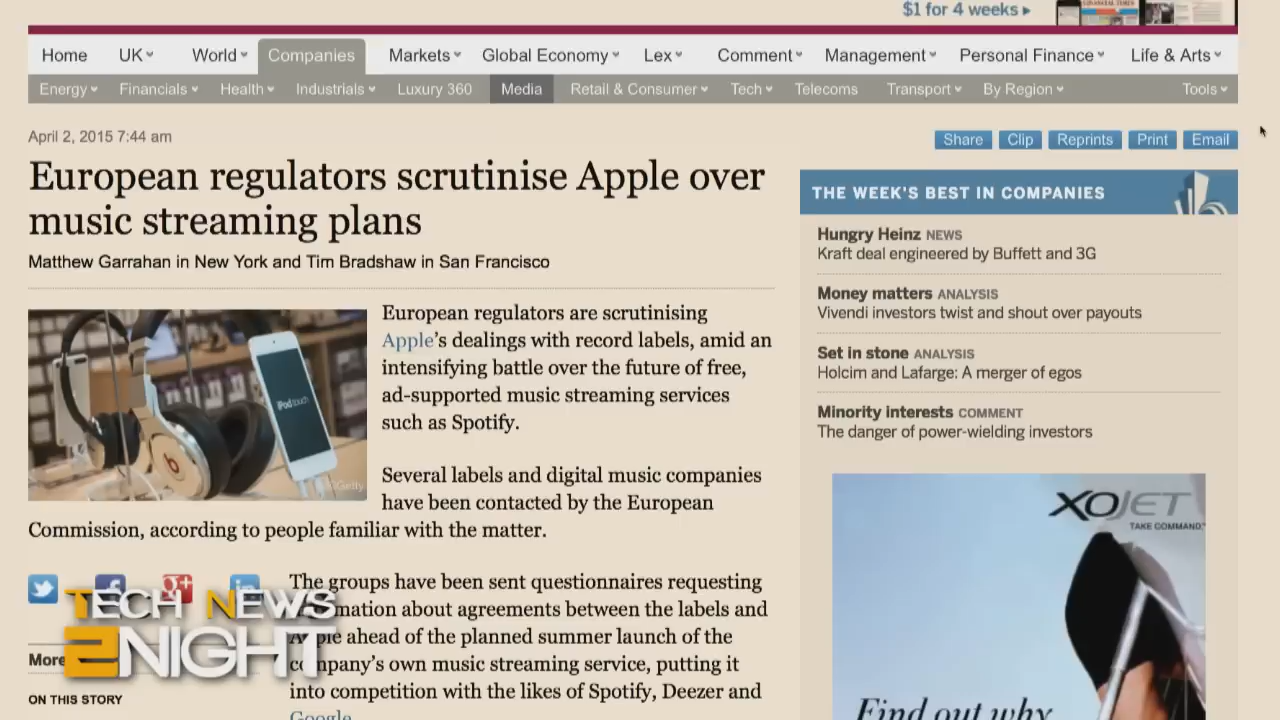 $1 for 4 weeks ▸
FINANCIAL TIMES
Home UK World Companies Markets Global Economy Lex Comment Management Personal Finance Life & Arts
Energy Financials Health Industrials Luxury 360 Media Retail & Consumer Tech Telecoms Transport By Region Tools
April 2, 2015 7:44 am
Share Clip Reprints Print Email
European regulators scrutinise Apple over
music streaming plans
Matthew Garrahan in New York and Tim Bradshaw in San Francisco
iPod touch
b
©Getty
European regulators are scrutinising
Apple's dealings with record labels, amid an
intensifying battle over the future of free,
ad-supported music streaming services
such as Spotify.
Several labels and digital music companies
have been contacted by the European
Commission, according to people familiar with the matter.
The groups have been sent questionnaires requesting
mation about agreements between the labels and
Apple ahead of the planned summer launch of the
company's own music streaming service, putting it
into competition with the likes of Spotify, Deezer and
Google.
f g+ in
More
ON THIS STORY
TECH NEWS
2NIGHT
THE WEEK'S BEST IN COMPANIES
Hungry Heinz NEWS
Kraft deal engineered by Buffett and 3G
Money matters ANALYSIS
Vivendi investors twist and shout over payouts
Set in stone ANALYSIS
Holcim and Lafarge: A merger of egos
Minority interests COMMENT
The danger of power-wielding investors
XOJET
TAKE COMMAND.
Find out why